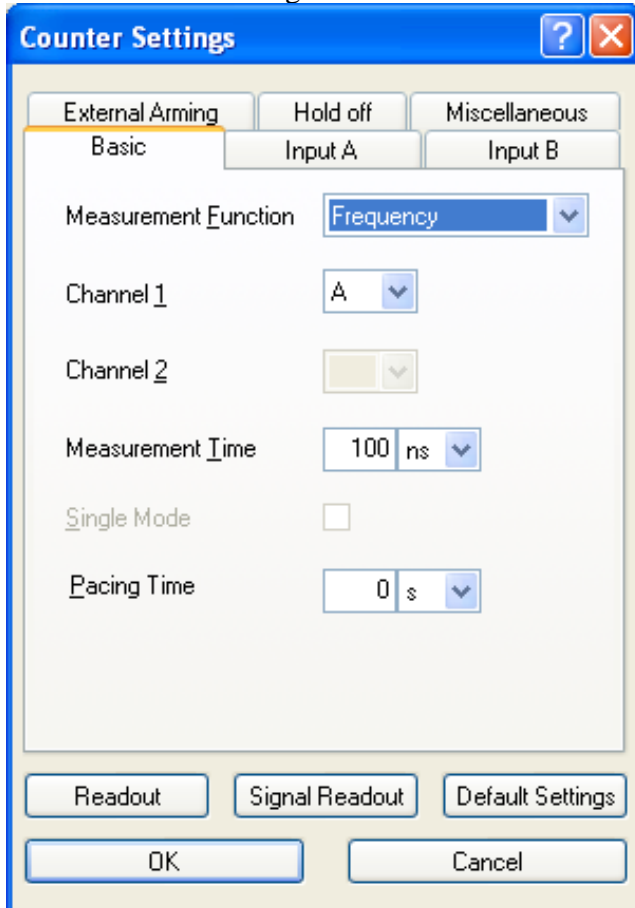 Counter Settings
External Arming Hold off Miscellaneous
Basic Input A Input B
Measurement Function Frequency
Channel 1 A
Channel 2
Measurement Time 100 ns
Single Mode
Pacing Time 0 s
Readout Signal Readout Default Settings
OK Cancel